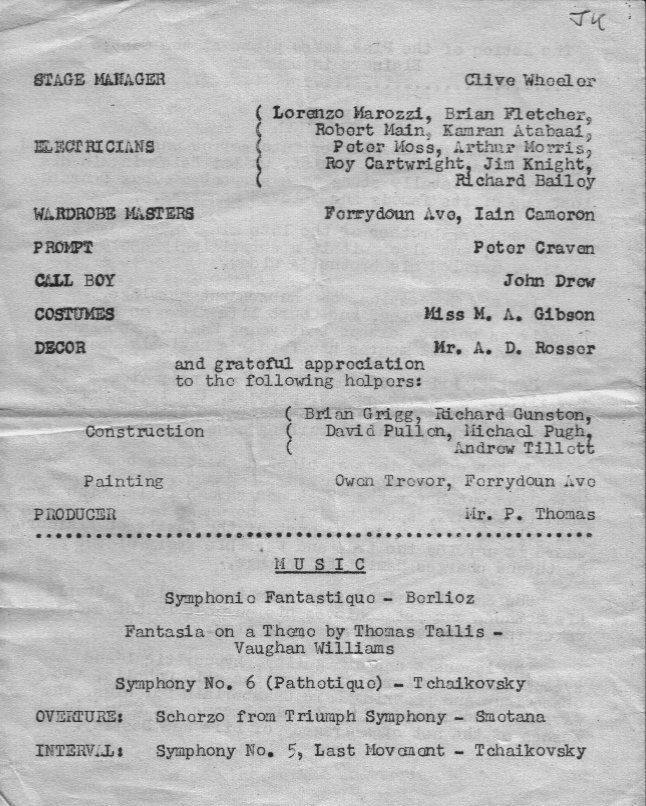 JK
STAGE MANAGER Clive Wheeler
( Lorenzo Marozzi, Brian Fletcher,
( Robert Main, Kamran Atabaai,
ELECTRICIANS ( Peter Moss, Arthur Morris,
( Roy Cartwright, Jim Knight,
( Richard Bailey
WARDROBE MASTERS Ferrydoun Ave, Iain Cameron
PROMPT Peter Craven
CALL BOY John Drew
COSTUMES Miss M. A. Gibson
DECOR Mr. A. D. Rosser
and grateful appreciation
to the following helpers:
( Brian Grigg, Richard Gunston,
Construction ( David Pullen, Michael Pugh,
( Andrew Tillett
Painting Owen Trevor, Ferrydoun Ave
PRODUCER Mr. P. Thomas
MUSIC
Symphonie Fantastique - Berlioz
Fantasia on a Theme by Thomas Tallis -
Vaughan Williams
Symphony No. 6 (Pathetique) - Tchaikovsky
OVERTURE: Scherzo from Triumph Symphony - Smetana
INTERVAL: Symphony No. 5, Last Movement - Tchaikovsky